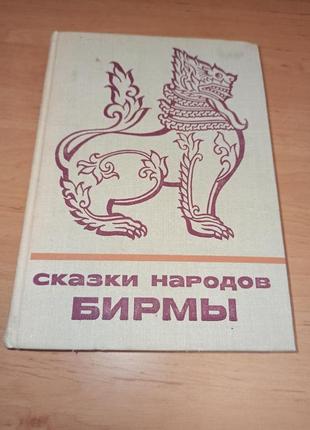 сказки народов
БИРМЫ